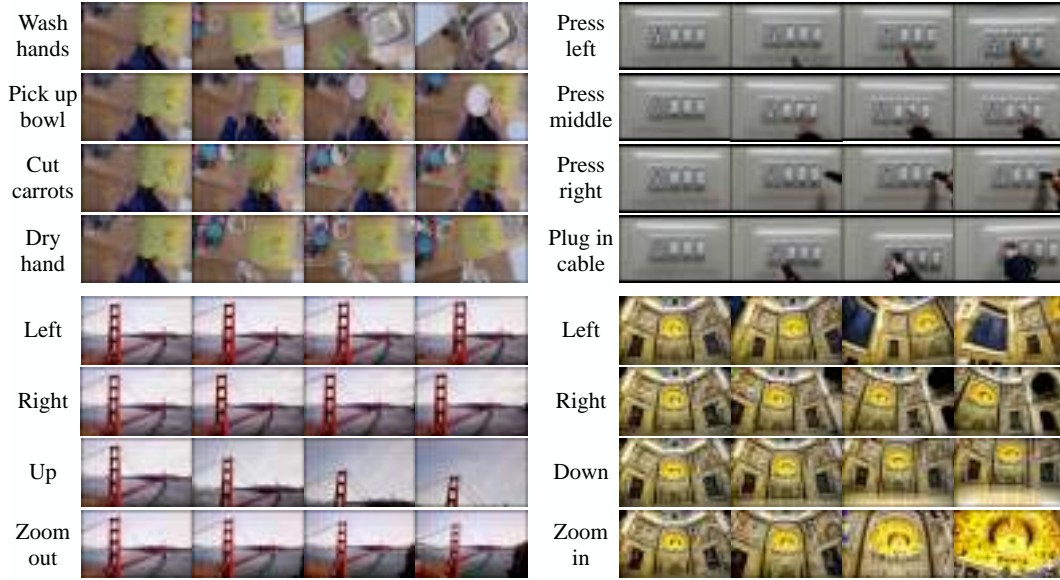 Wash
hands
Pick up
bowl
Cut
carrots
Dry
hand
Press
left
Press
middle
Press
right
Plug in
cable
Left
Right
Up
Zoom
out
Left
Right
Down
Zoom
in